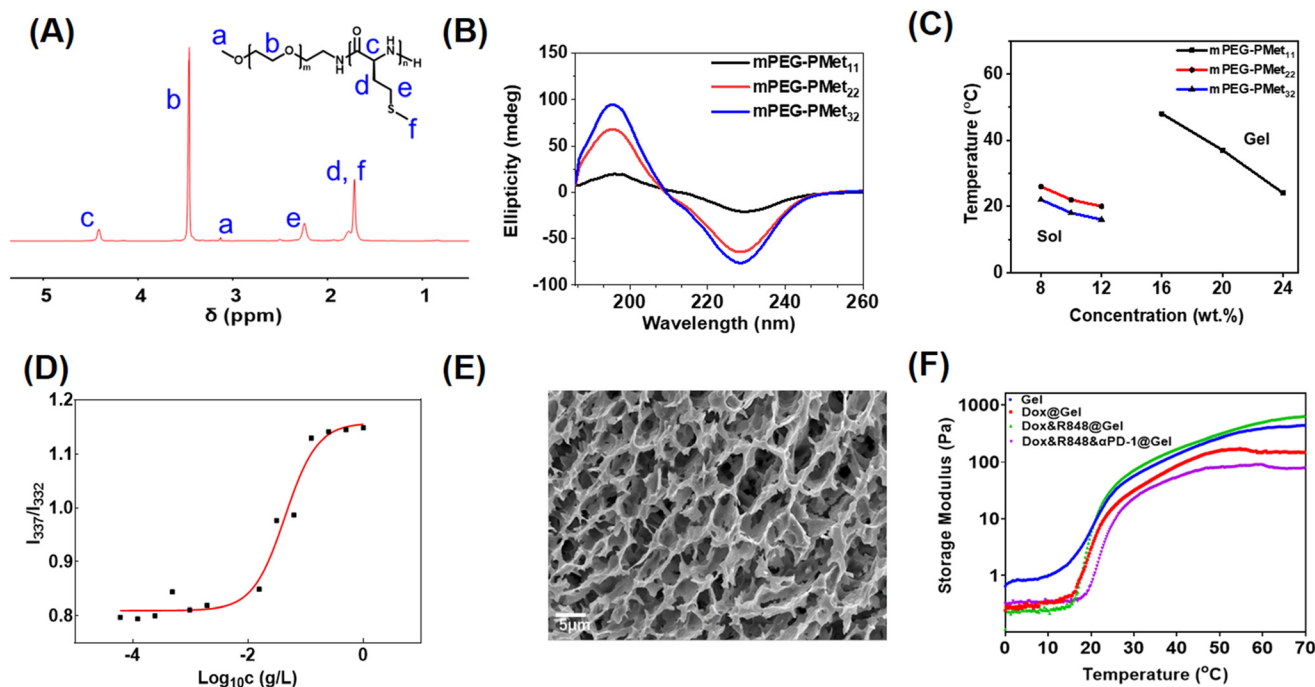 (A)
a
b
O
m
N
H
O
c
H
N
n
H
d
e
S
f
b
c
a
e
d, f
5
4
3
2
1
δ (ppm)
(B)
150
100
50
0
-50
-100
Ellipticity (mdeg)
mPEG-PMet11
mPEG-PMet22
mPEG-PMet32
200
220
240
260
Wavelength (nm)
(C)
60
40
20
0
Temperature (°C)
mPEG-PMet11
mPEG-PMet22
mPEG-PMet32
Gel
Sol
8
12
16
20
24
Concentration (wt.%)
(D)
1.2
1.1
1.0
0.9
0.8
I337/I332
-4
-2
0
Log10c (g/L)
(E)
5μm
(F)
1000
100
10
1
Storage Modulus (Pa)
Gel
Dox@Gel
Dox&R848@Gel
Dox&R848&αPD-1@Gel
0
10
20
30
40
50
60
70
Temperature (°C)